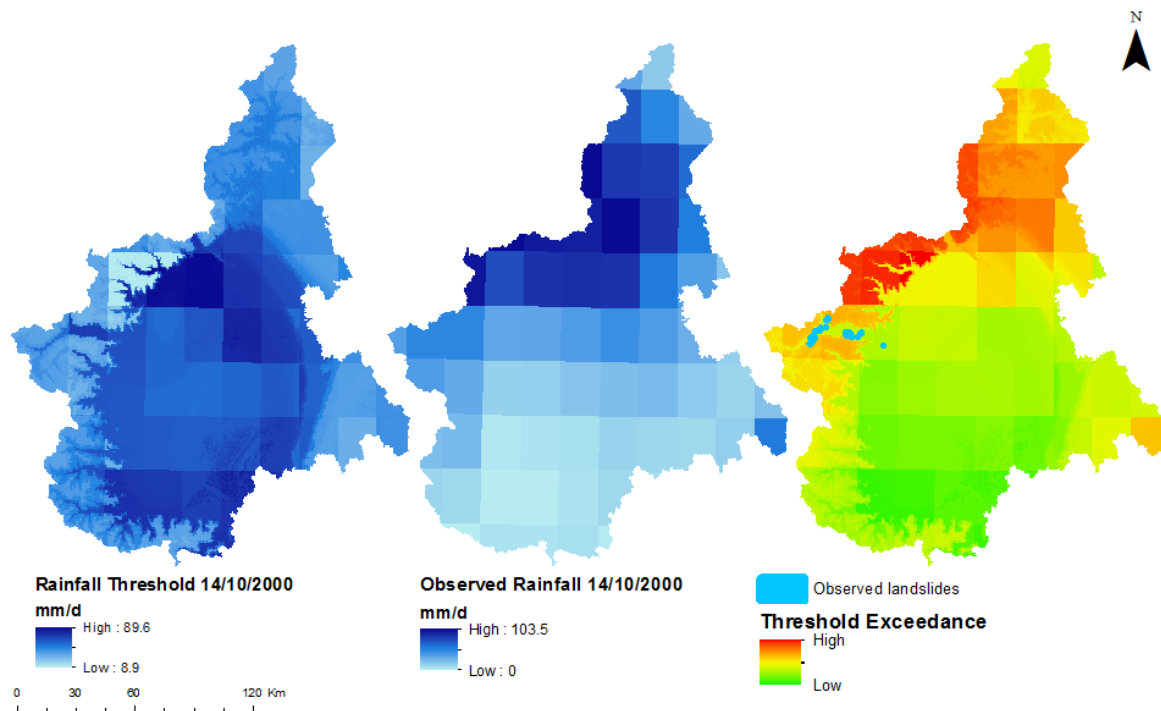 N
Rainfall Threshold 14/10/2000
mm/d
High : 89.6
Low : 8.9
0 30 60 120 Km
Observed Rainfall 14/10/2000
mm/d
High : 103.5
Low : 0
Observed landslides
Threshold Exceedance
High
Low